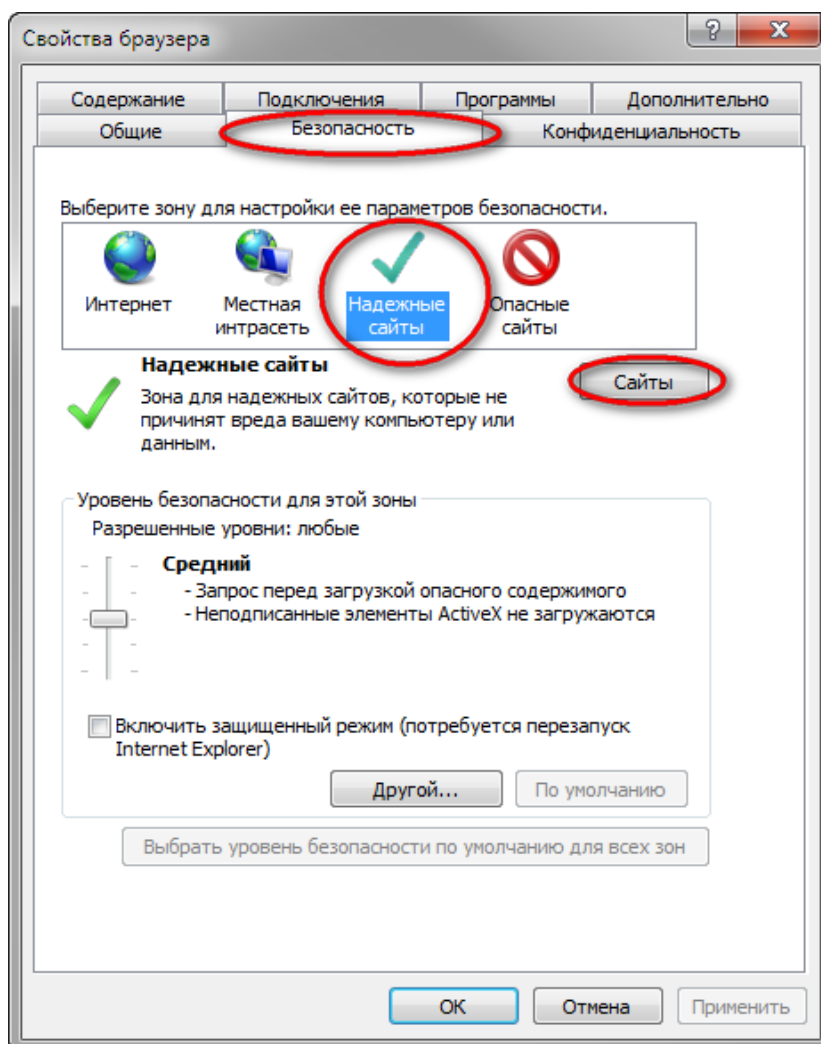 Свойства браузера
Содержание Подключения Программы Дополнительно
Общие Безопасность Конфиденциальность
Выберите зону для настройки ее параметров безопасности.
Интернет
Местная
интрасеть
Надежные
сайты
Опасные
сайты
Надежные сайты
Сайты
Зона для надежных сайтов, которые не
причинят вреда вашему компьютеру или
данным.
Уровень безопасности для этой зоны
Разрешенные уровни: любые
Средний
- Запрос перед загрузкой опасного содержимого
- Неподписанные элементы ActiveX не загружаются
Включить защищенный режим (потребуется перезапуск
Internet Explorer)
Другой... По умолчанию
Выбрать уровень безопасности по умолчанию для всех зон
ОК Отмена Применить